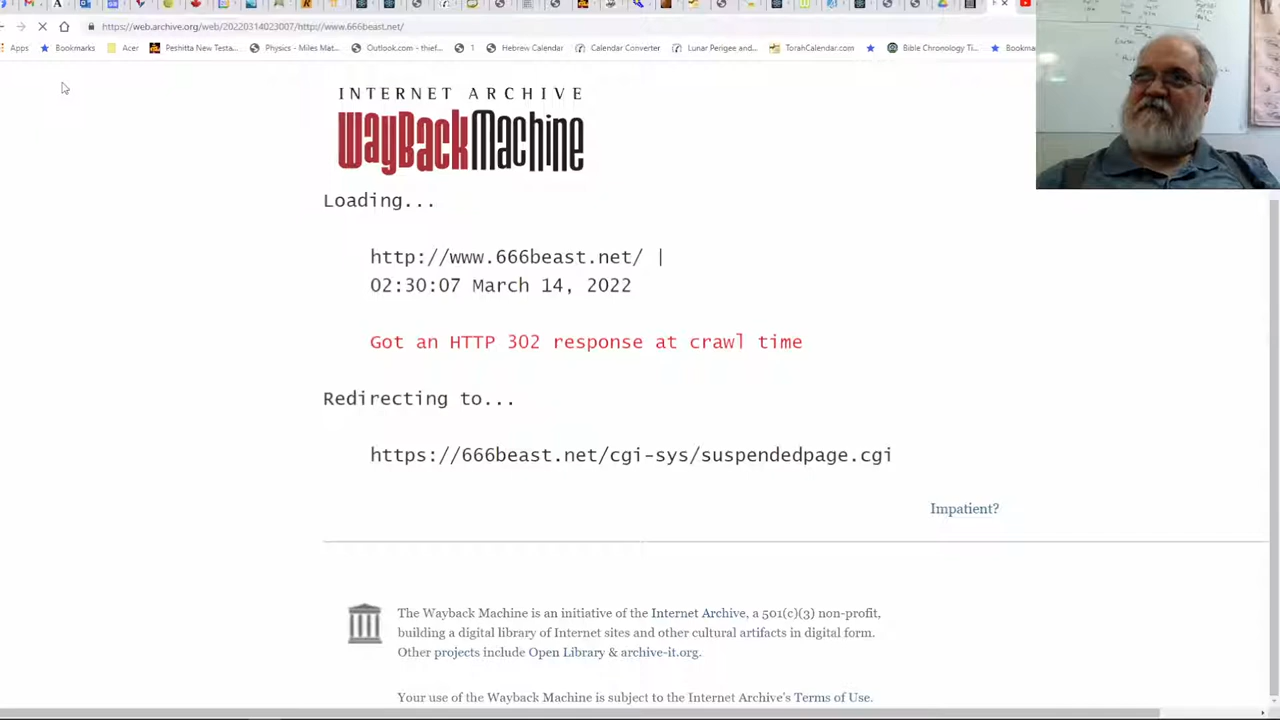 https://web.archive.org/web/20220314023007/http://www.666beast.net/
Apps Bookmarks Acer Peshitta New Testa... Physics - Miles Mat... Outlook.com - thief... 1 Hebrew Calendar Calendar Converter Lunar Perigee and... TorahCalendar.com Bible Chronology Ti... Bookma
INTERNET ARCHIVE
WayBackMachine
Loading...
http://www.666beast.net/ |
02:30:07 March 14, 2022
Got an HTTP 302 response at crawl time
Redirecting to...
https://666beast.net/cgi-sys/suspendedpage.cgi
Impatient?
The Wayback Machine is an initiative of the Internet Archive, a 501(c)(3) non-profit,
building a digital library of Internet sites and other cultural artifacts in digital form.
Other projects include Open Library & archive-it.org.
Your use of the Wayback Machine is subject to the Internet Archive's Terms of Use.